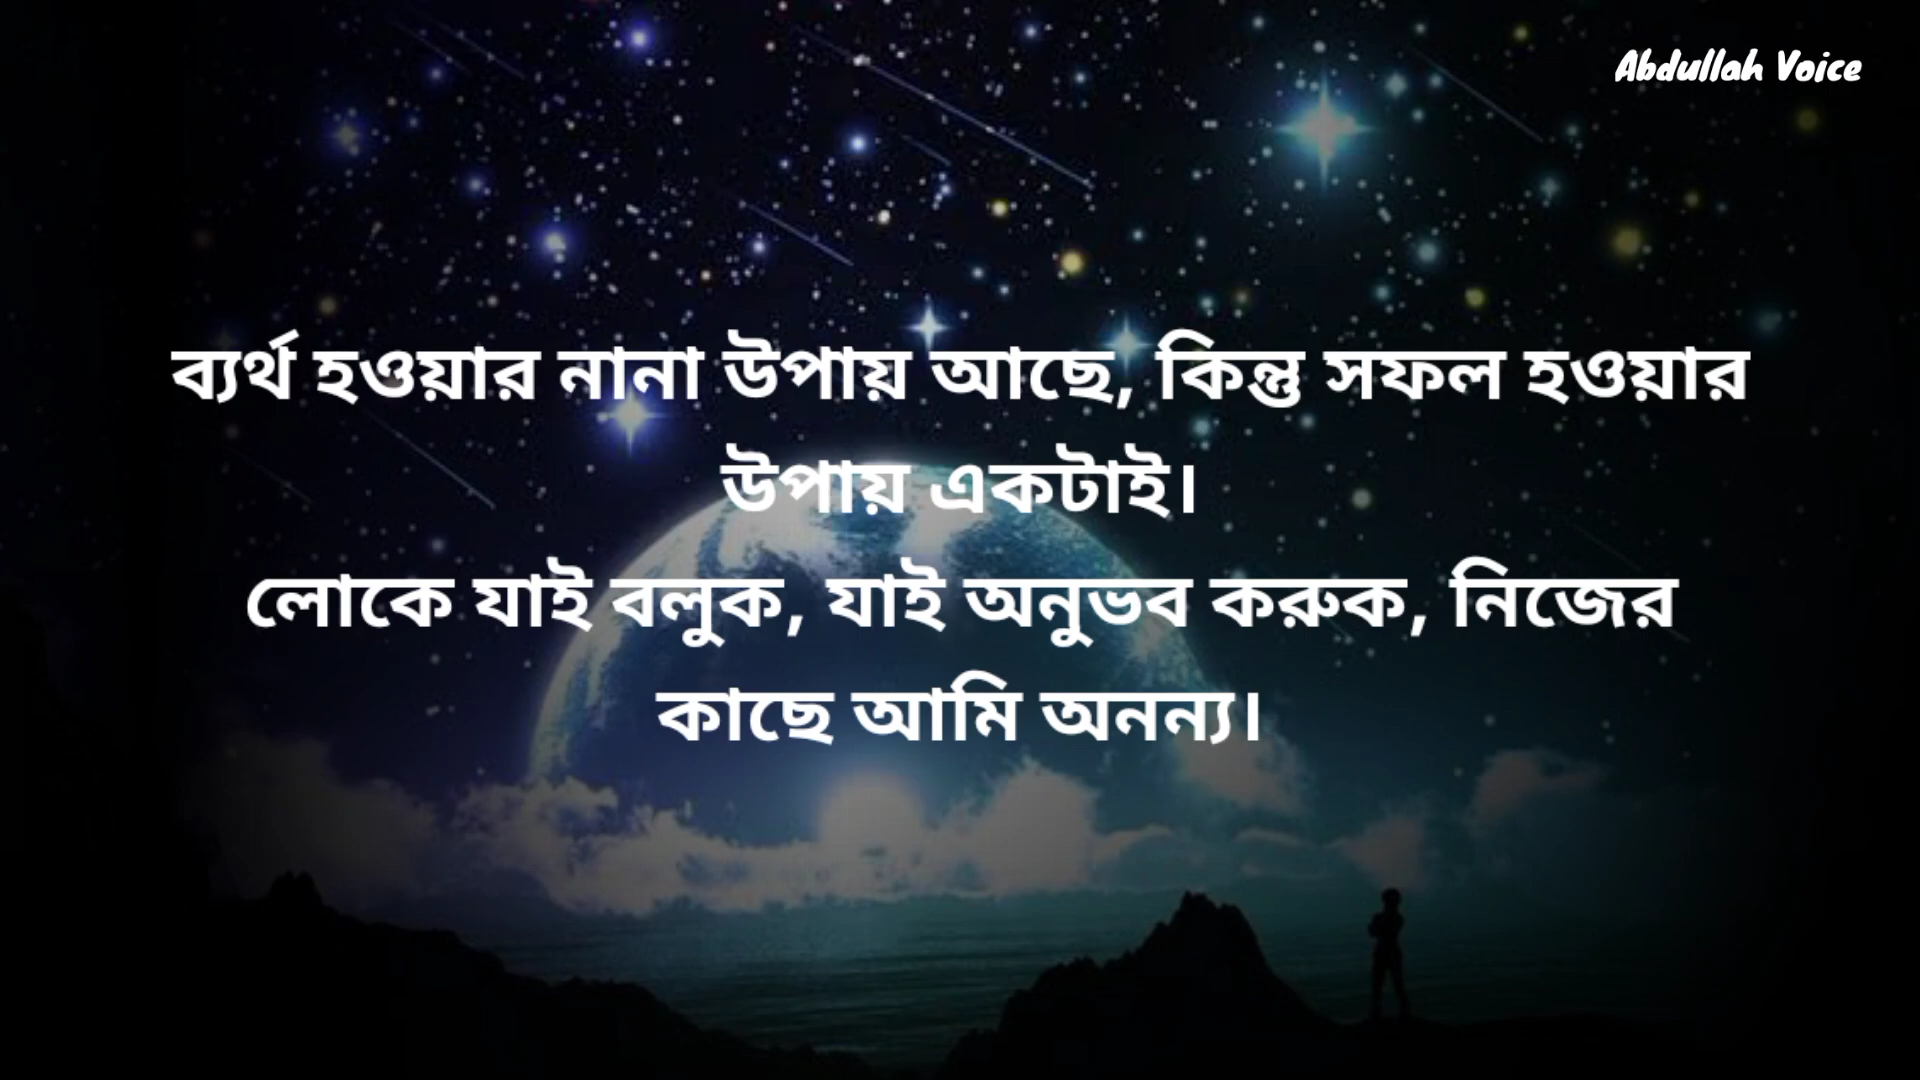 Abdullah Voice
ব্যর্থ হওয়ার নানা উপায় আছে, কিন্তু সফল হওয়ার
উপায় একটাই।
লোকে যাই বলুক, যাই অনুভব করুক, নিজের
কাছে আমি অনন্য।